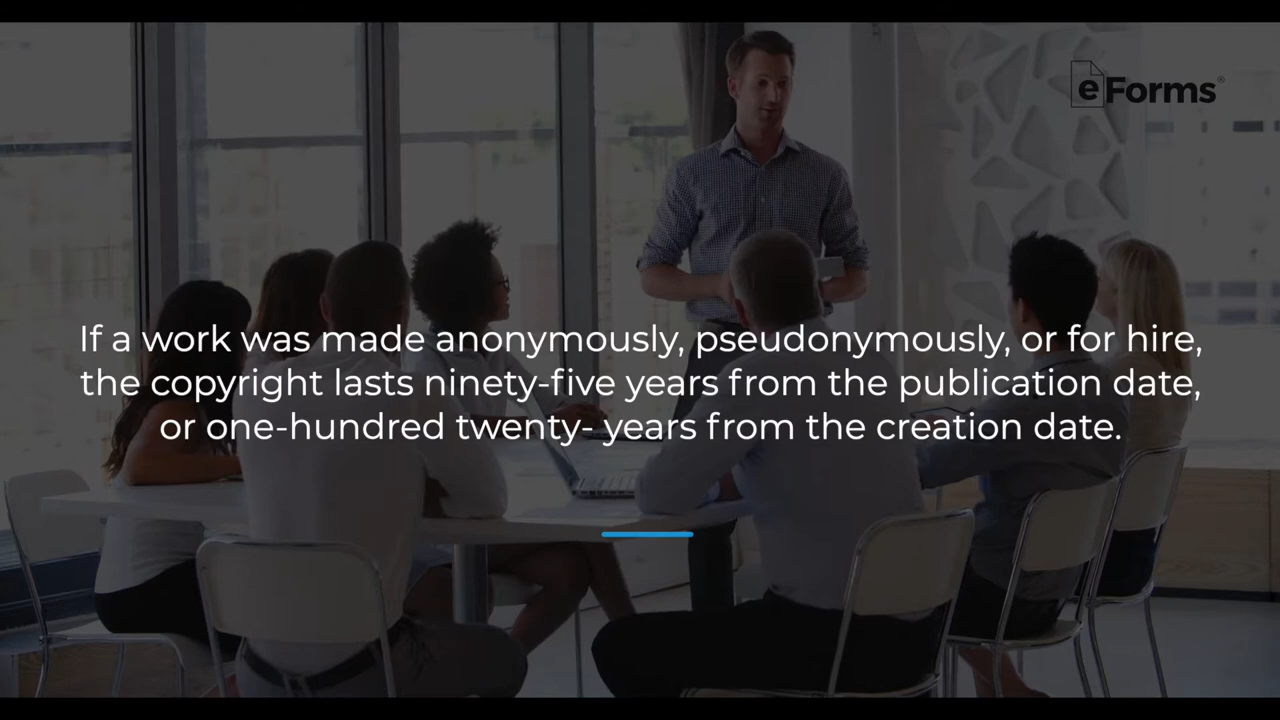 eForms®
If a work was made anonymously, pseudonymously, or for hire,
the copyright lasts ninety-five years from the publication date,
or one-hundred twenty- years from the creation date.